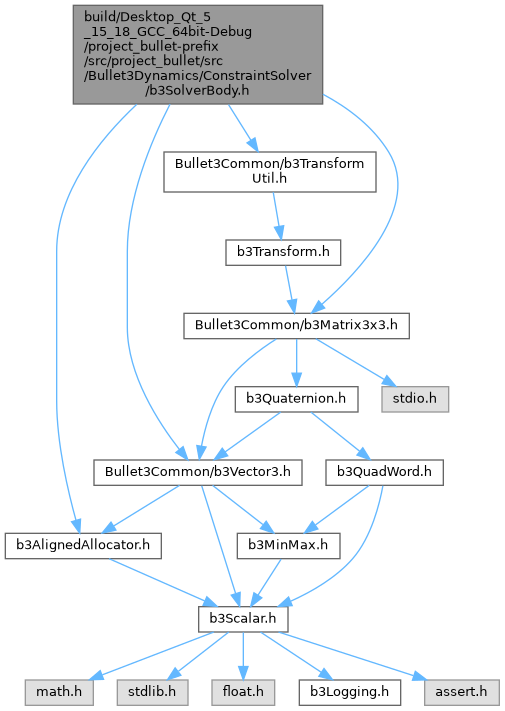 build/Desktop_Qt_5
_15_18_GCC_64bit-Debug
/project_bullet-prefix
/src/project_bullet/src
/Bullet3Dynamics/ConstraintSolver
/b3SolverBody.h
Bullet3Common/b3Transform
Util.h
b3Transform.h
Bullet3Common/b3Matrix3x3.h
b3Quaternion.h
stdio.h
Bullet3Common/b3Vector3.h
b3QuadWord.h
b3AlignedAllocator.h
b3MinMax.h
b3Scalar.h
math.h
stdlib.h
float.h
b3Logging.h
assert.h